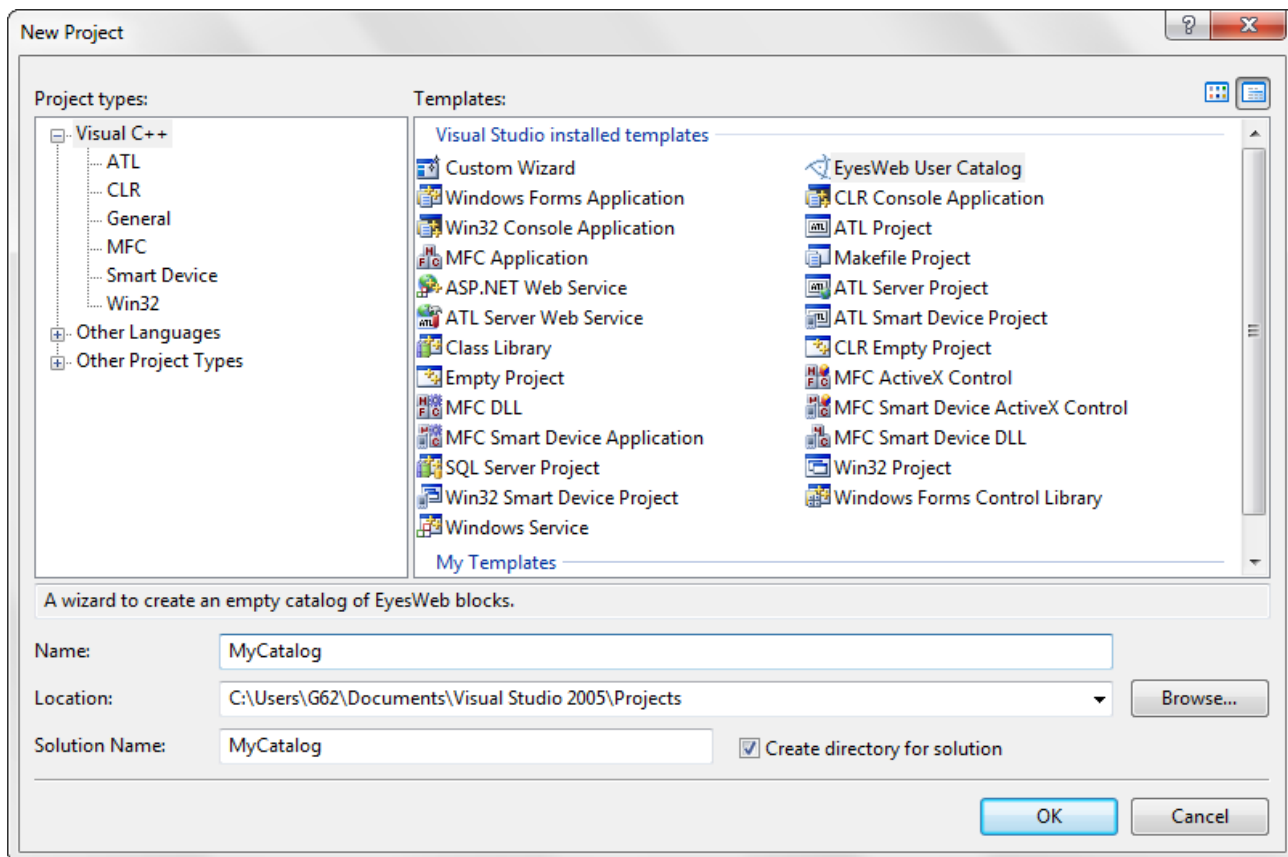 New Project
Project types:
Templates:
Visual C++
ATL
CLR
General
MFC
Smart Device
Win32
Other Languages
Other Project Types
Visual Studio installed templates
Custom Wizard
EyesWeb User Catalog
Windows Forms Application
CLR Console Application
Win32 Console Application
ATL Project
MFC Application
Makefile Project
ASP.NET Web Service
ATL Server Project
ATL Server Web Service
ATL Smart Device Project
Class Library
CLR Empty Project
Empty Project
MFC ActiveX Control
MFC DLL
MFC Smart Device ActiveX Control
MFC Smart Device Application
MFC Smart Device DLL
SQL Server Project
Win32 Project
Win32 Smart Device Project
Windows Forms Control Library
Windows Service
My Templates
A wizard to create an empty catalog of EyesWeb blocks.
Name:
MyCatalog
Location:
C:\Users\G62\Documents\Visual Studio 2005\Projects
Browse...
Solution Name:
MyCatalog
Create directory for solution
OK
Cancel